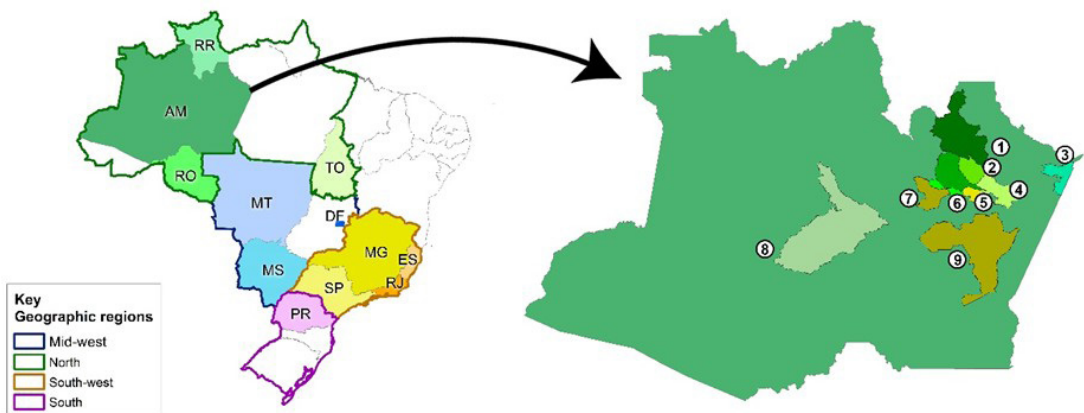 RR
AM
RO
TO
MT
DF
MS
MG
ES
SP
RJ
PR
Key
Geographic regions
Mid-west
North
South-west
South
1
2
3
4
5
6
7
8
9